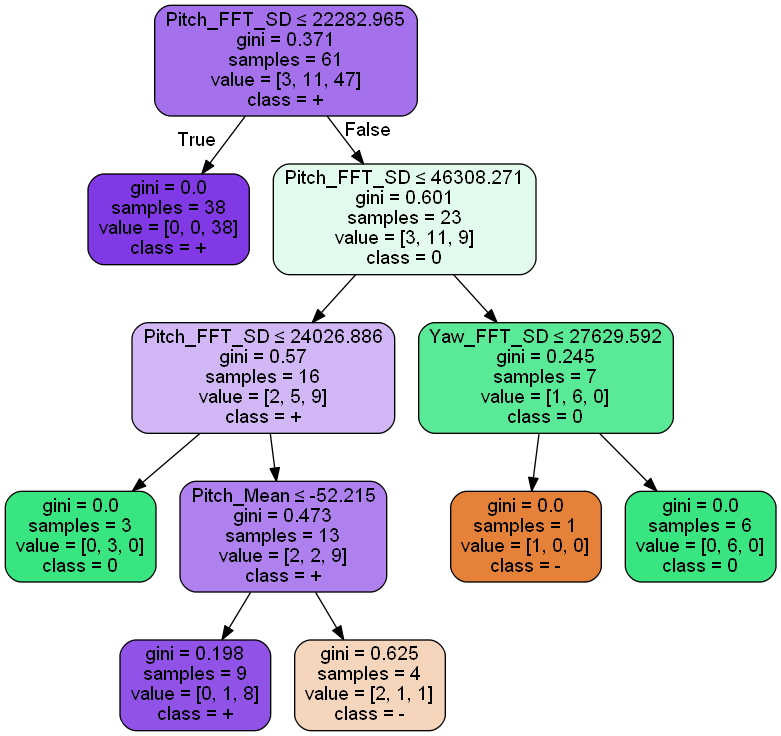 Pitch_FFT_SD ≤ 22282.965
gini = 0.371
samples = 61
value = [3, 11, 47]
class = +
True
False
gini = 0.0
samples = 38
value = [0, 0, 38]
class = +
Pitch_FFT_SD ≤ 46308.271
gini = 0.601
samples = 23
value = [3, 11, 9]
class = 0
Pitch_FFT_SD ≤ 24026.886
gini = 0.57
samples = 16
value = [2, 5, 9]
class = +
Yaw_FFT_SD ≤ 27629.592
gini = 0.245
samples = 7
value = [1, 6, 0]
class = 0
gini = 0.0
samples = 3
value = [0, 3, 0]
class = 0
Pitch_Mean ≤ -52.215
gini = 0.473
samples = 13
value = [2, 2, 9]
class = +
gini = 0.0
samples = 1
value = [1, 0, 0]
class = -
gini = 0.0
samples = 6
value = [0, 6, 0]
class = 0
gini = 0.198
samples = 9
value = [0, 1, 8]
class = +
gini = 0.625
samples = 4
value = [2, 1, 1]
class = -